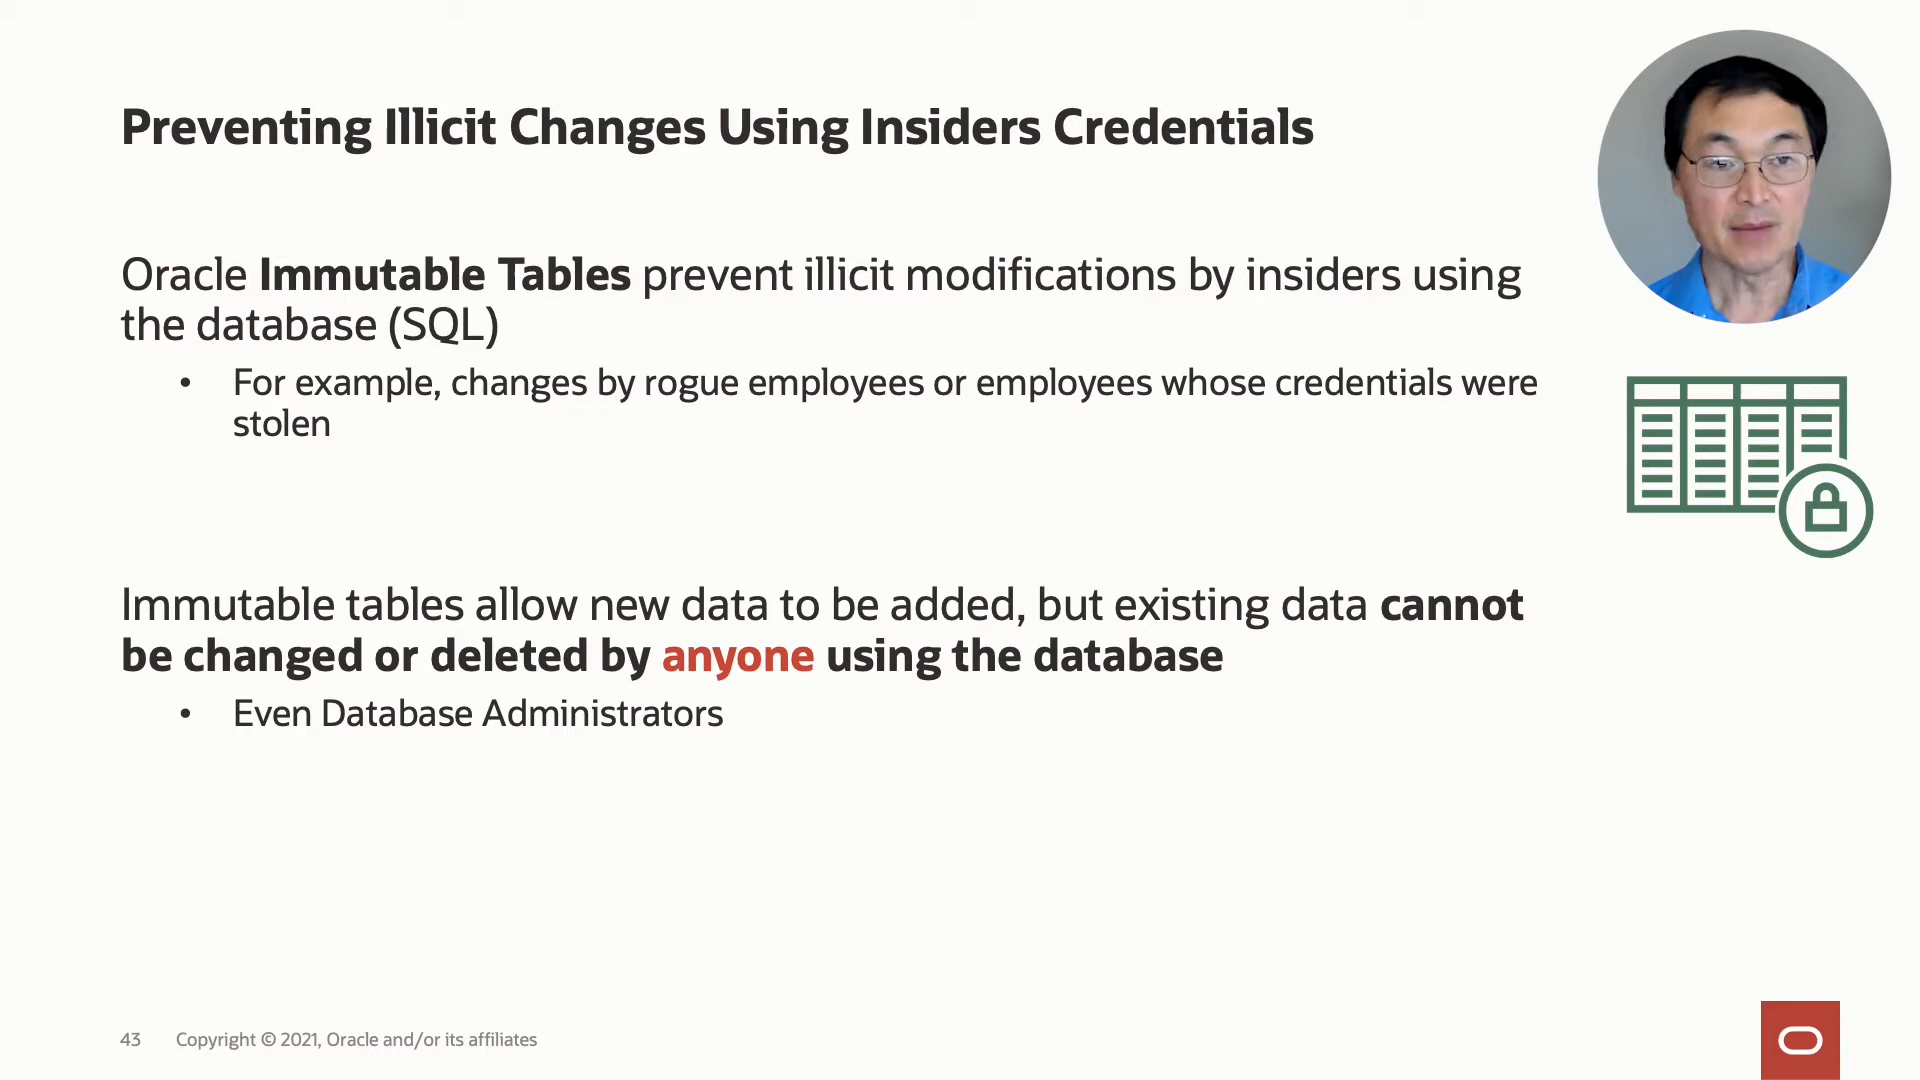 Preventing Illicit Changes Using Insiders Credentials
Oracle Immutable Tables prevent illicit modifications by insiders using
the database (SQL)
• For example, changes by rogue employees or employees whose credentials were
stolen
Immutable tables allow new data to be added, but existing data cannot
be changed or deleted by anyone using the database
• Even Database Administrators
43 Copyright © 2021, Oracle and/or its affiliates